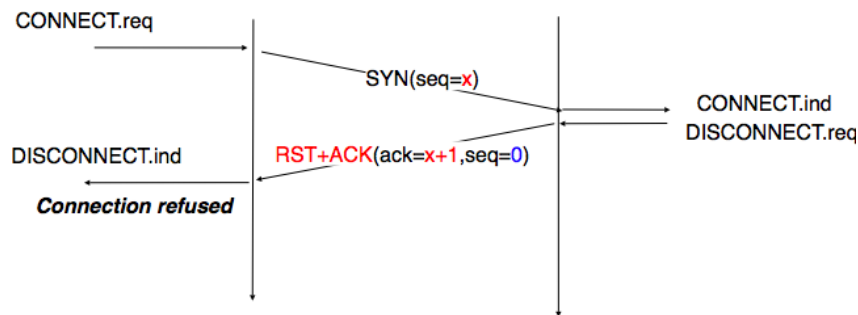 CONNECT.req
SYN(seq=x)
CONNECT.ind
DISCONNECT.req
DISCONNECT.ind
RST+ACK(ack=x+1,seq=0)
Connection refused